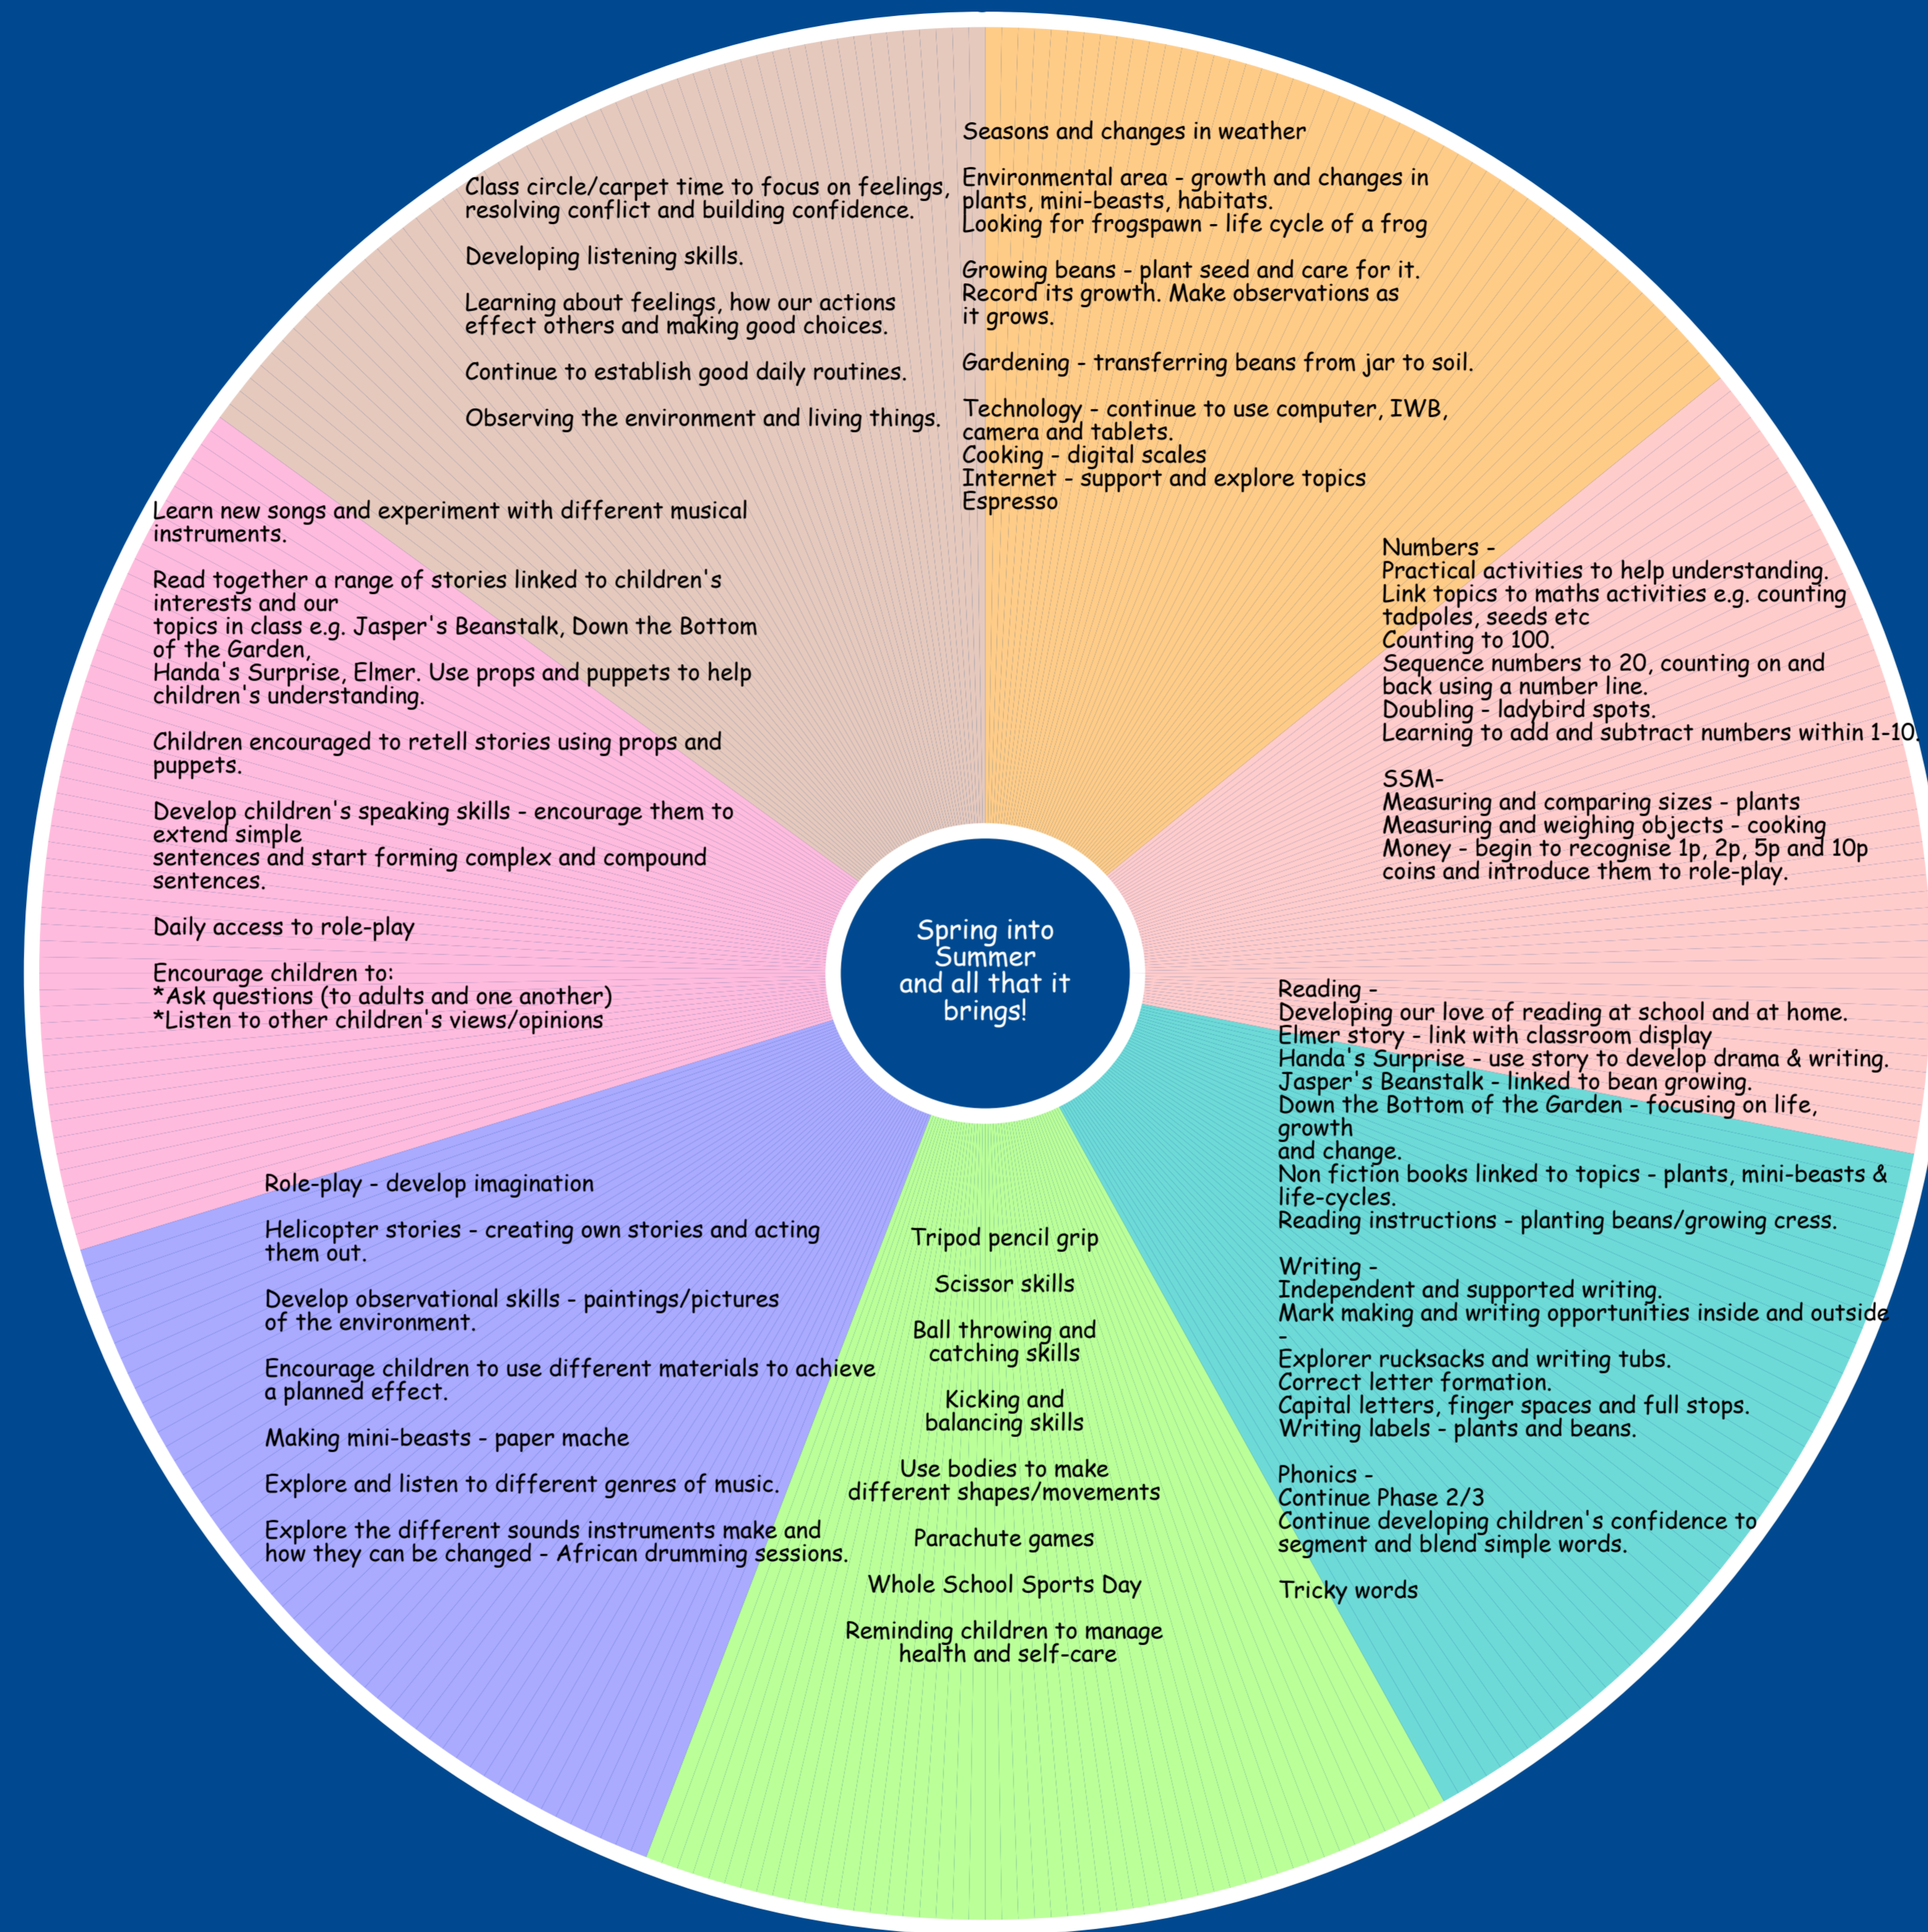 Seasons and changes in weather
Environmental area - growth and changes in
plants, mini-beasts, habitats.
Looking for frogspawn - life cycle of a frog
Growing beans - plant seed and care for it.
Record its growth. Make observations as
it grows.
Gardening - transferring beans from jar to soil.
Technology - continue to use computer, IWB,
camera and tablets.
Cooking - digital scales
Internet - support and explore topics
Espresso
Numbers -
Practical activities to help understanding.
Link topics to maths activities e.g. counting
tadpoles, seeds etc
Counting to 100.
Sequence numbers to 20, counting on and
back using a number line.
Doubling - ladybird spots.
Learning to add and subtract numbers within 1-10.
SSM-
Measuring and comparing sizes - plants
Measuring and weighing objects - cooking
Money - begin to recognise 1p, 2p, 5p and 10p
coins and introduce them to role-play.
Reading -
Developing our love of reading at school and at home.
Elmer story - link with classroom display
Handa's Surprise - use story to develop drama & writing.
Jasper's Beanstalk - linked to bean growing.
Down the Bottom of the Garden - focusing on life,
growth
and change.
Non fiction books linked to topics - plants, mini-beasts &
life-cycles.
Reading instructions - planting beans/growing cress.
Writing -
Independent and supported writing.
Mark making and writing opportunities inside and outside
-
Explorer rucksacks and writing tubs.
Correct letter formation.
Capital letters, finger spaces and full stops.
Writing labels - plants and beans.
Phonics -
Continue Phase 2/3
Continue developing children's confidence to
segment and blend simple words.
Tricky words
Tripod pencil grip
Scissor skills
Ball throwing and
catching skills
Kicking and
balancing skills
Use bodies to make
different shapes/movements
Parachute games
Whole School Sports Day
Reminding children to manage
health and self-care
Role-play - develop imagination
Helicopter stories - creating own stories and acting
them out.
Develop observational skills - paintings/pictures
of the environment.
Encourage children to use different materials to achieve
a planned effect.
Making mini-beasts - paper mache
Explore and listen to different genres of music.
Explore the different sounds instruments make and
how they can be changed - African drumming sessions.
Learn new songs and experiment with different musical
instruments.
Read together a range of stories linked to children's
interests and our
topics in class e.g. Jasper's Beanstalk, Down the Bottom
of the Garden,
Handa's Surprise, Elmer. Use props and puppets to help
children's understanding.
Children encouraged to retell stories using props and
puppets.
Develop children's speaking skills - encourage them to
extend simple
sentences and start forming complex and compound
sentences.
Daily access to role-play
Encourage children to:
*Ask questions (to adults and one another)
*Listen to other children's views/opinions
Class circle/carpet time to focus on feelings,
resolving conflict and building confidence.
Developing listening skills.
Learning about feelings, how our actions
effect others and making good choices.
Continue to establish good daily routines.
Observing the environment and living things.
Spring into
Summer
and all that it
brings!